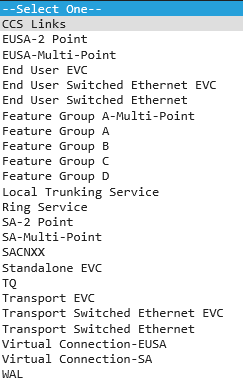 --Select One--
CCS Links
EUSA-2 Point
EUSA-Multi-Point
End User EVC
End User Switched Ethernet EVC
End User Switched Ethernet
Feature Group A-Multi-Point
Feature Group A
Feature Group B
Feature Group C
Feature Group D
Local Trunking Service
Ring Service
SA-2 Point
SA-Multi-Point
SACNXX
Standalone EVC
TQ
Transport EVC
Transport Switched Ethernet EVC
Transport Switched Ethernet
Virtual Connection-EUSA
Virtual Connection-SA
WAL